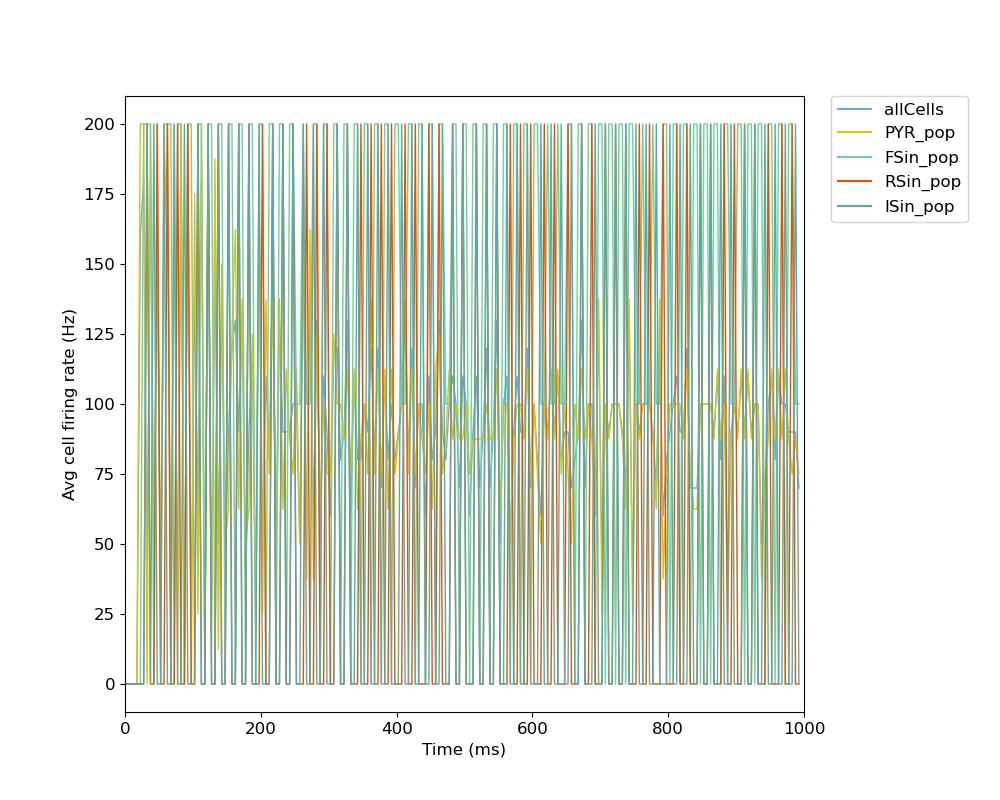 200
175
150
125
100
75
50
25
0
Avg cell firing rate (Hz)
0 200 400 600 800 1000
Time (ms)
allCells
PYR_pop
FSin_pop
RSin_pop
ISin_pop